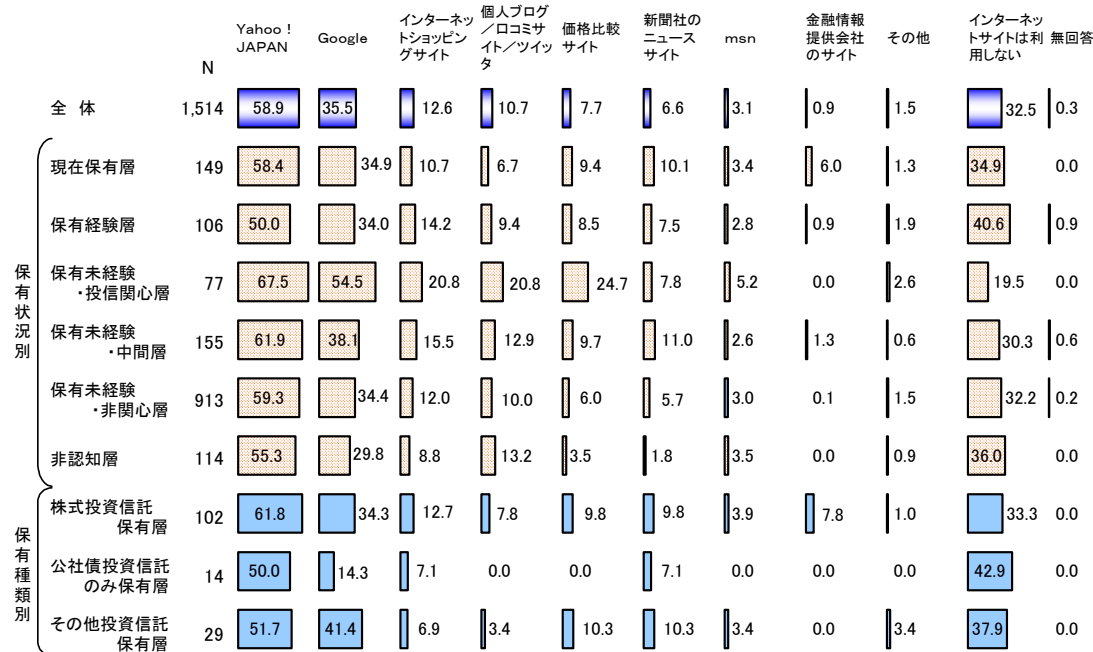 Yahoo！ JAPAN
Google
インターネットショッピングサイト
個人ブログ／口コミサイト／ツイッタ
価格比較サイト
新聞社のニュースサイト
msn
金融情報提供会社のサイト
その他
インターネットサイトは利用しない
無回答
N
全 体 1,514 58.9 35.5 12.6 10.7 7.7 6.6 3.1 0.9 1.5 32.5 0.3
保有状況別
現在保有層 149 58.4 34.9 10.7 6.7 9.4 10.1 3.4 6.0 1.3 34.9 0.0
保有経験層 106 50.0 34.0 14.2 9.4 8.5 7.5 2.8 0.9 1.9 40.6 0.9
保有未経験・投信関心層 77 67.5 54.5 20.8 20.8 24.7 7.8 5.2 0.0 2.6 19.5 0.0
保有未経験・中間層 155 61.9 38.1 15.5 12.9 9.7 11.0 2.6 1.3 0.6 30.3 0.6
保有未経験・非関心層 913 59.3 34.4 12.0 10.0 6.0 5.7 3.0 0.1 1.5 32.2 0.2
非認知層 114 55.3 29.8 8.8 13.2 3.5 1.8 3.5 0.0 0.9 36.0 0.0
保有種類別
株式投資信託保有層 102 61.8 34.3 12.7 7.8 9.8 9.8 3.9 7.8 1.0 33.3 0.0
公社債投資信託のみ保有層 14 50.0 14.3 7.1 0.0 0.0 7.1 0.0 0.0 0.0 42.9 0.0
その他投資信託保有層 29 51.7 41.4 6.9 3.4 10.3 10.3 3.4 0.0 3.4 37.9 0.0